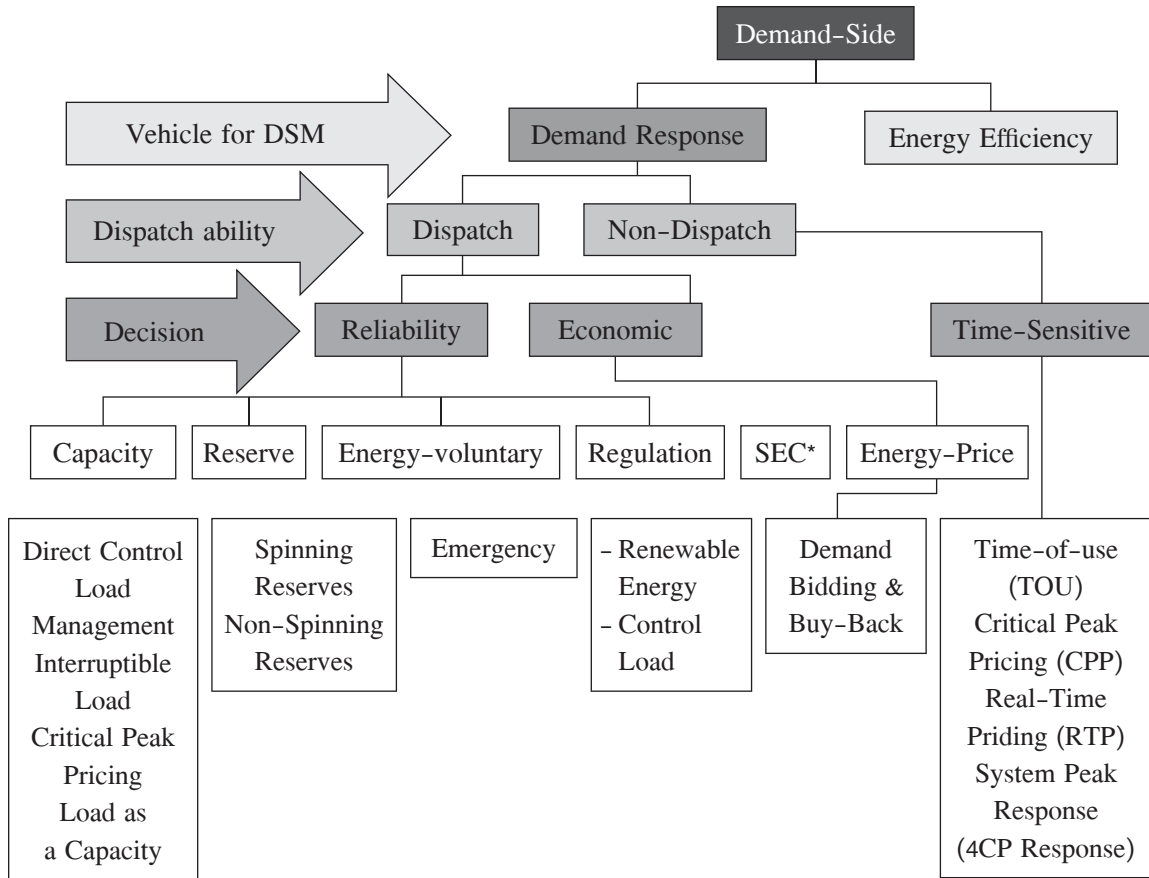 Demand-Side
Vehicle for DSM
Demand Response
Energy Efficiency
Dispatch ability
Dispatch
Non-Dispatch
Decision
Reliability
Economic
Time-Sensitive
Capacity
Reserve
Energy-voluntary
Regulation
SEC*
Energy-Price
Direct Control
Load
Management
Interruptible
Load
Critical Peak
Pricing
Load as
a Capacity
Spinning
Reserves
Non-Spinning
Reserves
Emergency
- Renewable
Energy
- Control
Load
Demand
Bidding &
Buy-Back
Time-of-use
(TOU)
Critical Peak
Pricing (CPP)
Real-Time
Priding (RTP)
System Peak
Response
(4CP Response)